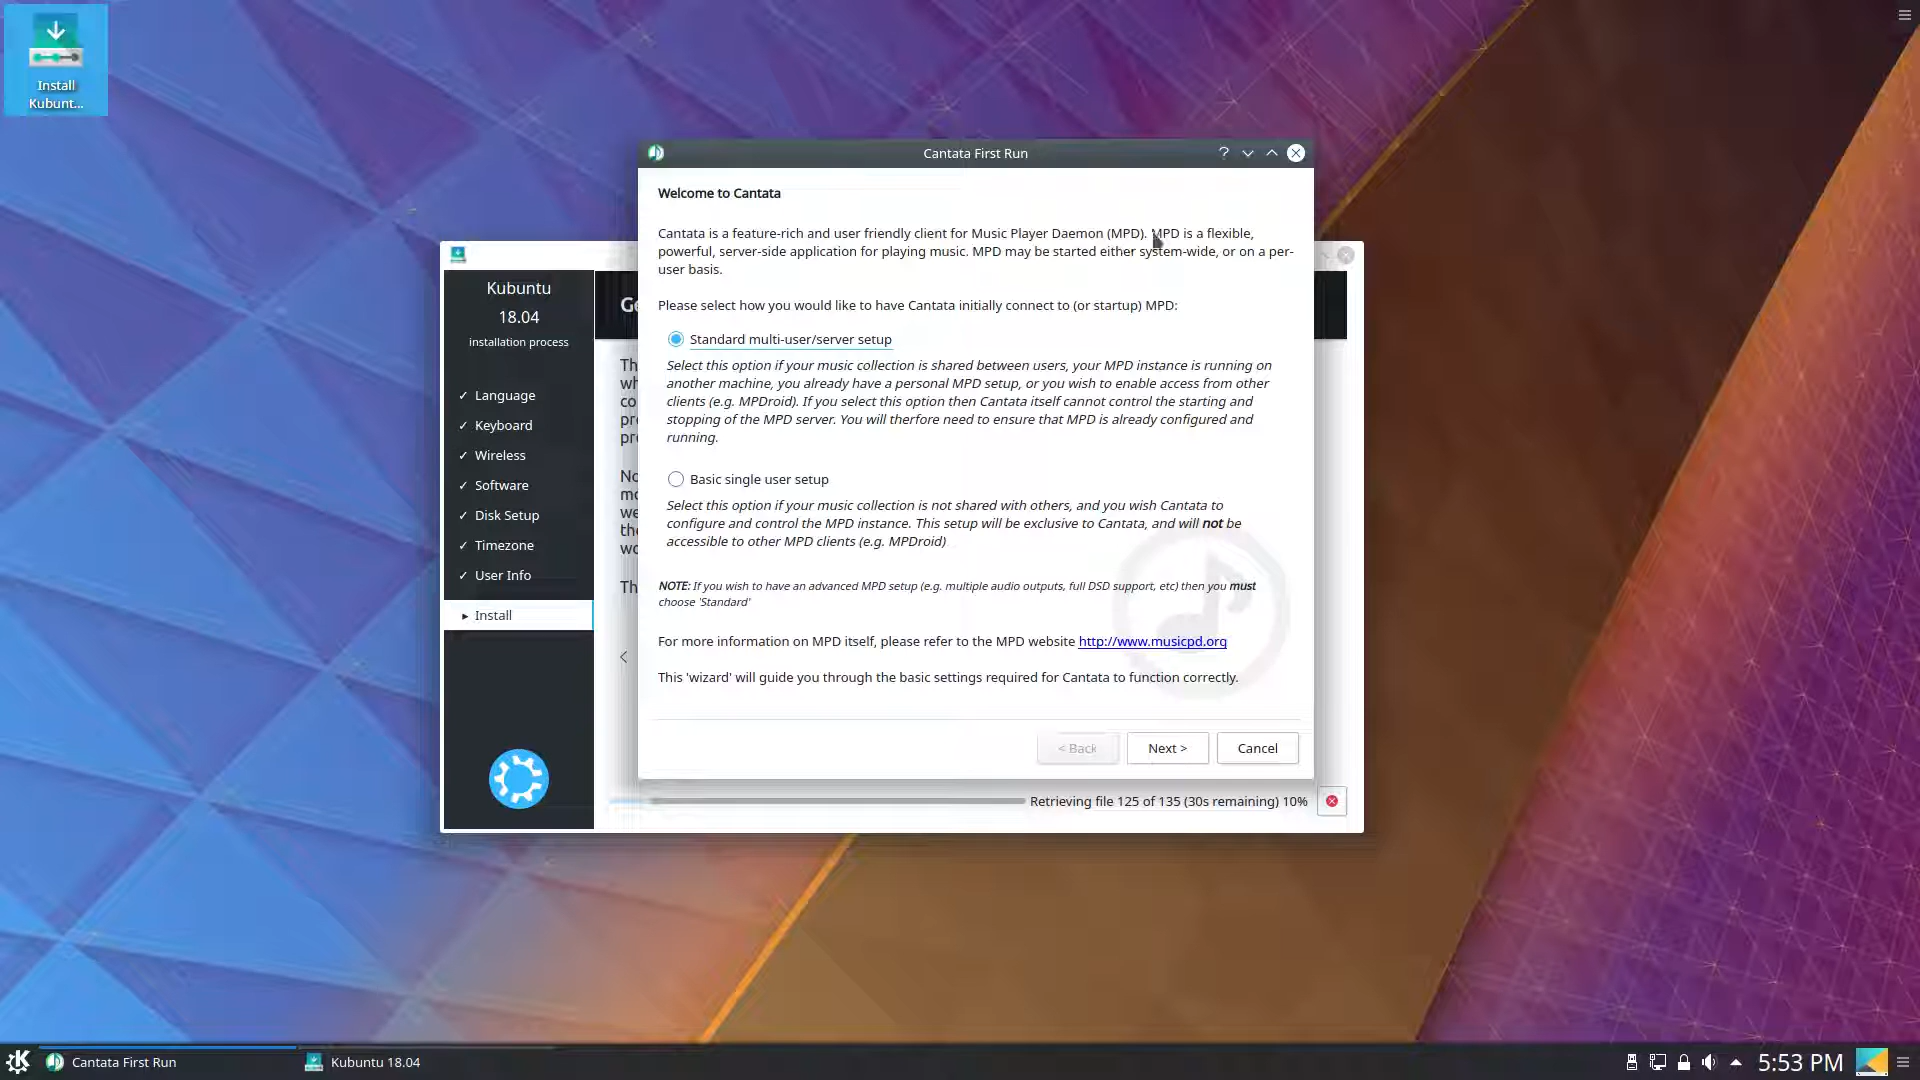 Install
Kubunt...
Cantata First Run
Welcome to Cantata
Cantata is a feature-rich and user friendly client for Music Player Daemon (MPD). MPD is a flexible,
powerful, server-side application for playing music. MPD may be started either system-wide, or on a per-
user basis.
Please select how you would like to have Cantata initially connect to (or startup) MPD:
Standard multi-user/server setup
Select this option if your music collection is shared between users, your MPD instance is running on
another machine, you already have a personal MPD setup, or you wish to enable access from other
clients (e.g. MPDroid). If you select this option then Cantata itself cannot control the starting and
stopping of the MPD server. You will therfore need to ensure that MPD is already configured and
running.
Basic single user setup
Select this option if your music collection is not shared with others, and you wish Cantata to
configure and control the MPD instance. This setup will be exclusive to Cantata, and will not be
accessible to other MPD clients (e.g. MPDroid)
NOTE: If you wish to have an advanced MPD setup (e.g. multiple audio outputs, full DSD support, etc) then you must
choose 'Standard'
For more information on MPD itself, please refer to the MPD website http://www.musicpd.org
This 'wizard' will guide you through the basic settings required for Cantata to function correctly.
< Back
Next >
Cancel
Kubuntu
18.04
installation process
✓ Language
✓ Keyboard
✓ Wireless
✓ Software
✓ Disk Setup
✓ Timezone
✓ User Info
▸ Install
Retrieving file 125 of 135 (30s remaining) 10%
Cantata First Run
Kubuntu 18.04
5:53 PM